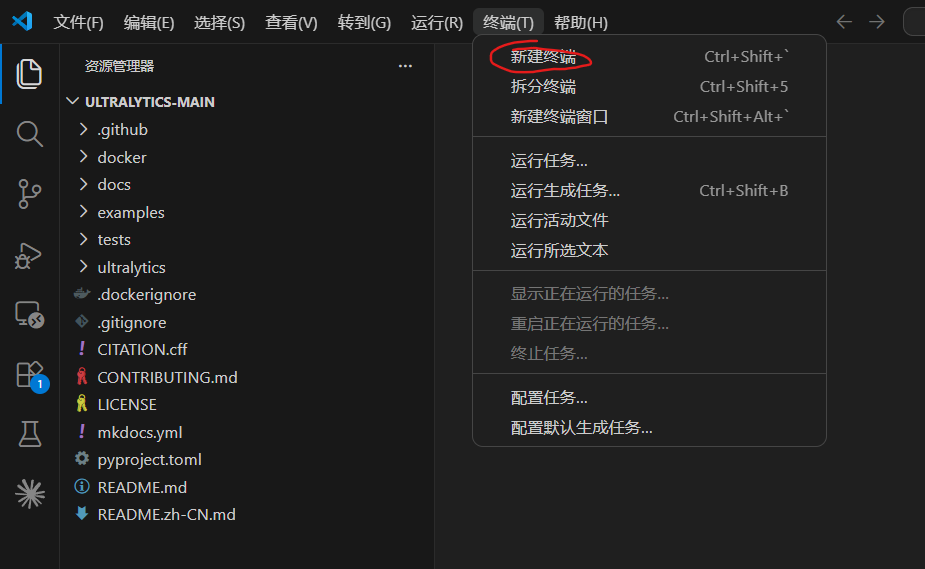 文件(F) 编辑(E) 选择(S) 查看(V) 转到(G) 运行(R) 终端(T) 帮助(H)
资源管理器 ...
ULTRALYTICS-MAIN
.github
docker
docs
examples
tests
ultralytics
.dockerignore
.gitignore
CITATION.cff
CONTRIBUTING.md
LICENSE
mkdocs.yml
pyproject.toml
README.md
README.zh-CN.md
1
新建终端 Ctrl+Shift+`
拆分终端 Ctrl+Shift+5
新建终端窗口 Ctrl+Shift+Alt+`
运行任务...
运行生成任务... Ctrl+Shift+B
运行活动文件
运行所选文本
显示正在运行的任务...
重启正在运行的任务...
终止任务...
配置任务...
配置默认生成任务...